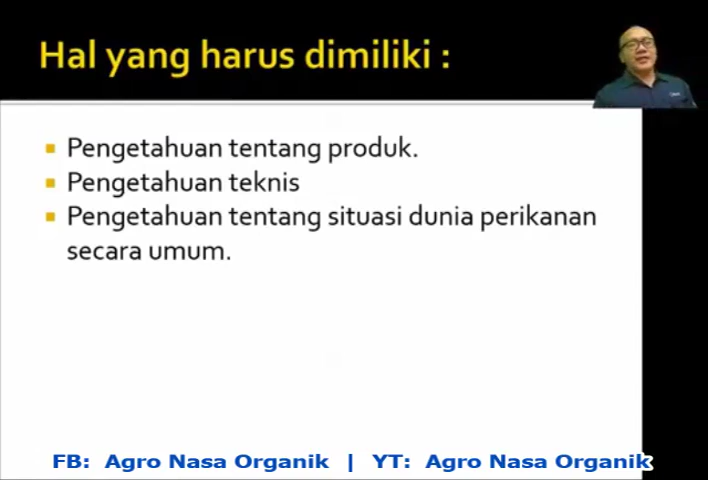 Hal yang harus dimiliki :
Pengetahuan tentang produk.
Pengetahuan teknis
Pengetahuan tentang situasi dunia perikanan
secara umum.
FB: Agro Nasa Organik | YT: Agro Nasa Organik